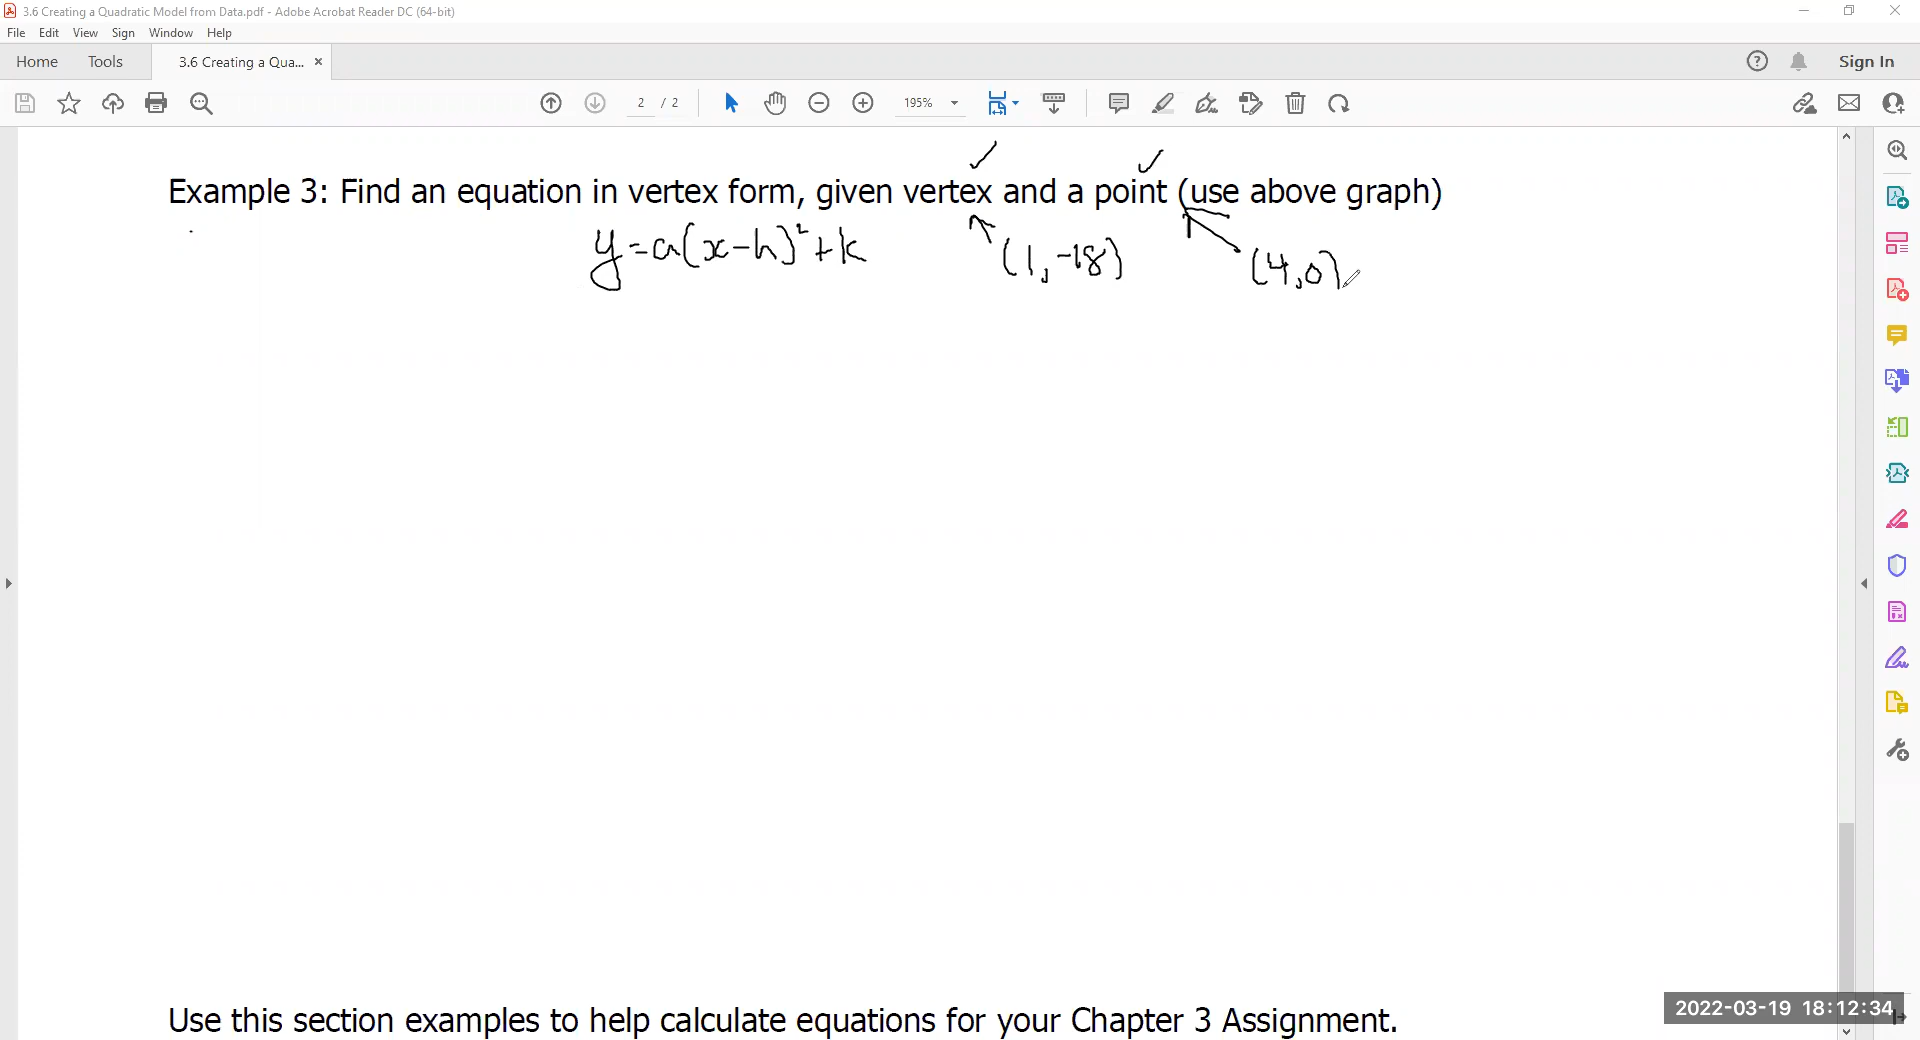 3.6 Creating a Quadratic Model from Data.pdf - Adobe Acrobat Reader DC (64-bit)
File Edit View Sign Window Help
Home Tools 3.6 Creating a Qua... × Sign In
2 / 2 195%
Example 3: Find an equation in vertex form, given vertex and a point (use above graph)
y=a(x-h)²+k (1,-18) (4,0)
Use this section examples to help calculate equations for your Chapter 3 Assignment.
2022-03-19 18:12:34